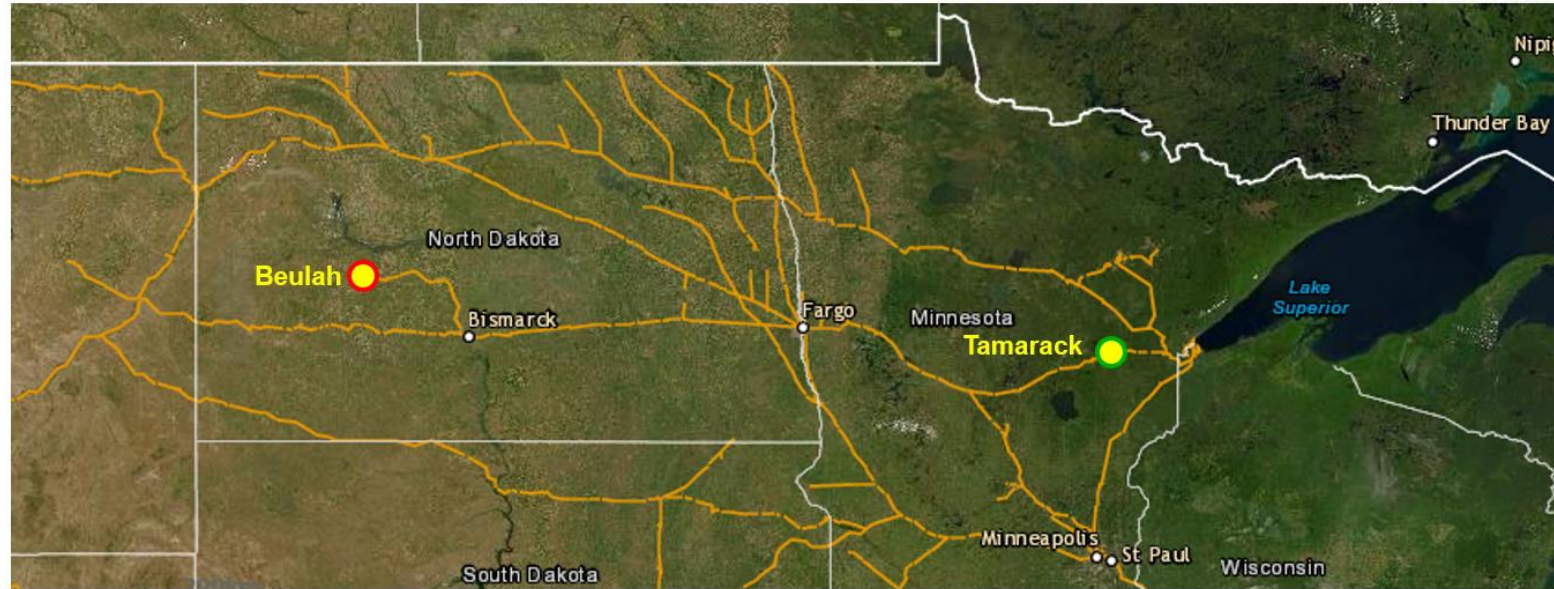 Nipi
Thunder Bay
North Dakota
Beulah
Lake
Superior
Bismarck
Fargo
Minnesota
Tamarack
Minneapolis
St Paul
South Dakota
Wisconsin